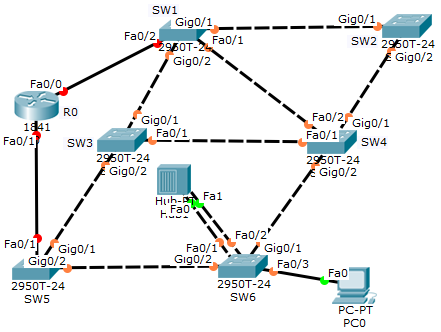 SW1
Gig0/1
Fa0/2
2950T-24
Fa0/1
Gig0/2
Gig0/1
SW2
2950T-24
Gig0/2
Fa0/0
R0
1841
Fa0/1
Gig0/1
SW3
Fa0/1
2950T-24
Gig0/2
Fa0/2
Gig0/1
Fa0/1
SW4
2950T-24
Gig0/2
Fa1
Fa0
Fa0/1
Gig0/1
Gig0/2
2950T-24
SW5
Fa0/1
Fa0/2
Gig0/1
Gig0/2
Fa0/3
2950T-24
SW6
Fa0
PC-PT
PC0